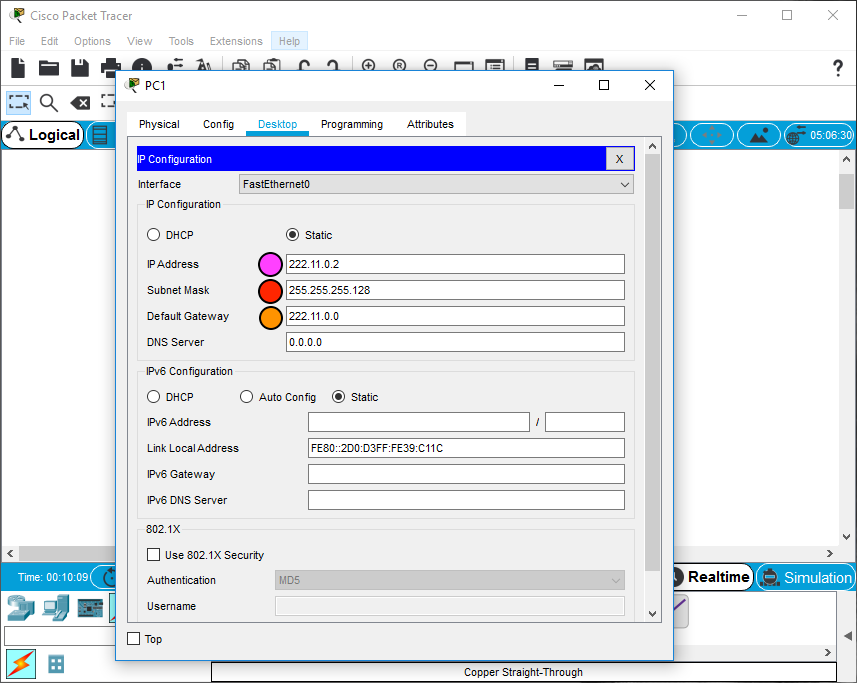 Cisco Packet Tracer
File Edit Options View Tools Extensions Help
?
PC1
Logical
05:06:30
Physical Config Desktop Programming Attributes
IP Configuration X
Interface FastEthernet0
IP Configuration
DHCP Static
IP Address 222.11.0.2
Subnet Mask 255.255.255.128
Default Gateway 222.11.0.0
DNS Server 0.0.0.0
IPv6 Configuration
DHCP Auto Config Static
IPv6 Address /
Link Local Address FE80::2D0:D3FF:FE39:C11C
IPv6 Gateway
IPv6 DNS Server
802.1X
Use 802.1X Security
Authentication MD5
Username
Top
Time: 00:10:09 Realtime Simulation
Copper Straight-Through